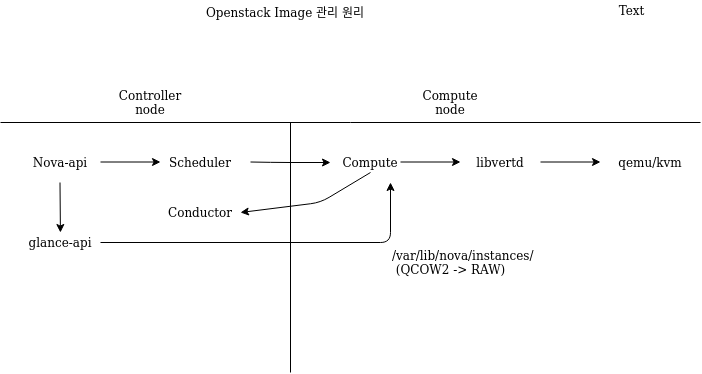 Openstack Image 관리 원리
Text
Controller
node
Compute
node
Nova-api
Scheduler
Compute
libvertd
qemu/kvm
Conductor
glance-api
/var/lib/nova/instances/
(QCOW2 -> RAW)